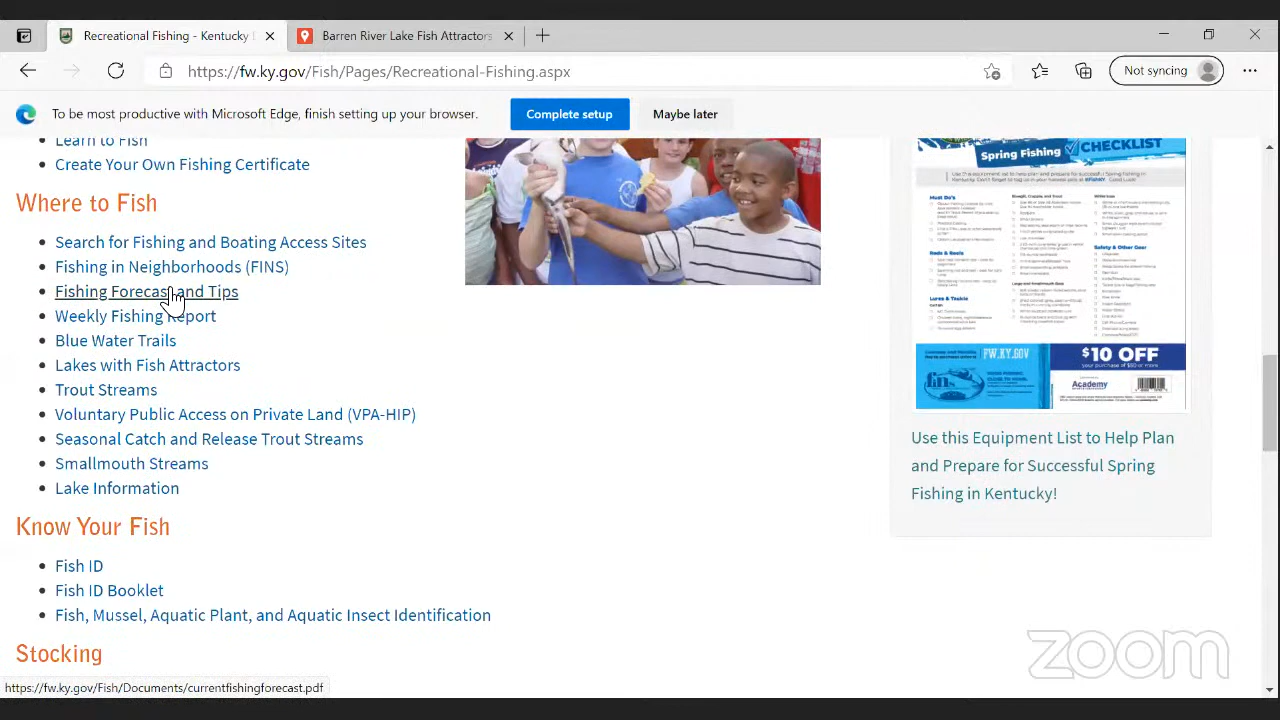 Recreational Fishing - Kentucky
Barren River Lake Fish Attractors
https://fw.ky.gov/Fish/Pages/Recreational-Fishing.aspx
Not syncing
To be most productive with Microsoft Edge, finish setting up your browser.
Complete setup
Maybe later
Learn to Fish
Create Your Own Fishing Certificate
Where to Fish
Search for Fishing and Boating Access
Fishing in Neighborhoods (FINs)
Fishing Forecast and Tips
Weekly Fishing Report
Blue Water Trails
Lakes with Fish Attractors
Trout Streams
Voluntary Public Access on Private Land (VPA-HIP)
Seasonal Catch and Release Trout Streams
Smallmouth Streams
Lake Information
Know Your Fish
Fish ID
Fish ID Booklet
Fish, Mussel, Aquatic Plant, and Aquatic Insect Identification
Stocking
https://fw.ky.gov/Fish/Documents/currentfishingforecast.pdf
Spring Fishing CHECKLIST
Must Do's
Rods & Reels
Lures & Tackle
Safety & Other Gear
FW.KY.GOV
fins
$10 OFF
Academy
Use this Equipment List to Help Plan
and Prepare for Successful Spring
Fishing in Kentucky!
zoom